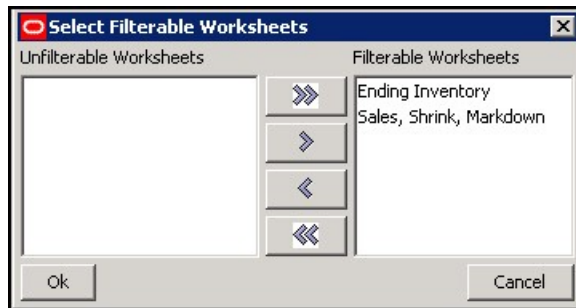 Select Filterable Worksheets
Unfilterable Worksheets
Filterable Worksheets
Ending Inventory
Sales, Shrink, Markdown
Ok
Cancel